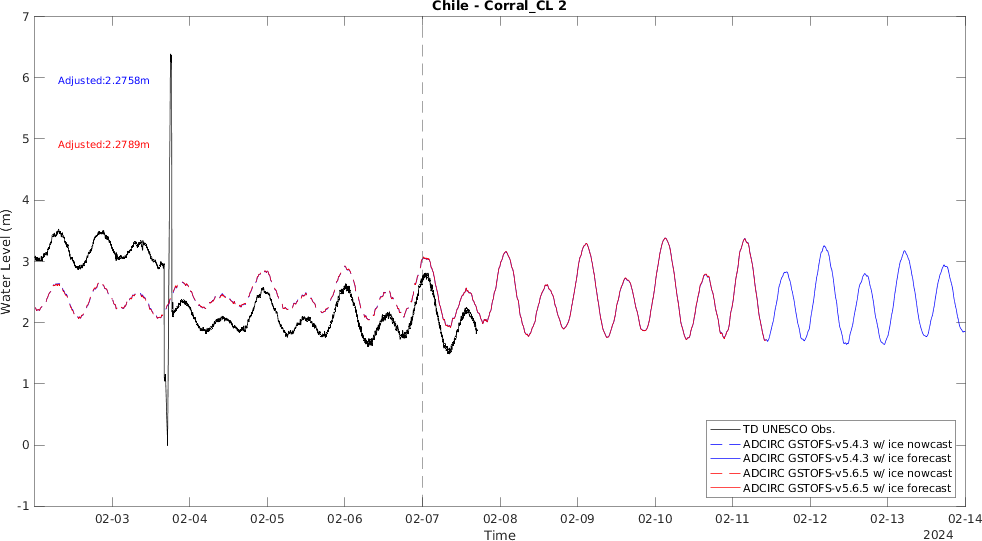 Chile - Corral_CL 2
7
6
5
4
3
2
1
0
-1
Water Level (m)
Adjusted:2.2758m
Adjusted:2.2789m
TD UNESCO Obs.
ADCIRC GSTOFS-v5.4.3 w/ ice nowcast
ADCIRC GSTOFS-v5.4.3 w/ ice forecast
ADCIRC GSTOFS-v5.6.5 w/ ice nowcast
ADCIRC GSTOFS-v5.6.5 w/ ice forecast
02-03 02-04 02-05 02-06 02-07 02-08 02-09 02-10 02-11 02-12 02-13 02-14
Time
2024